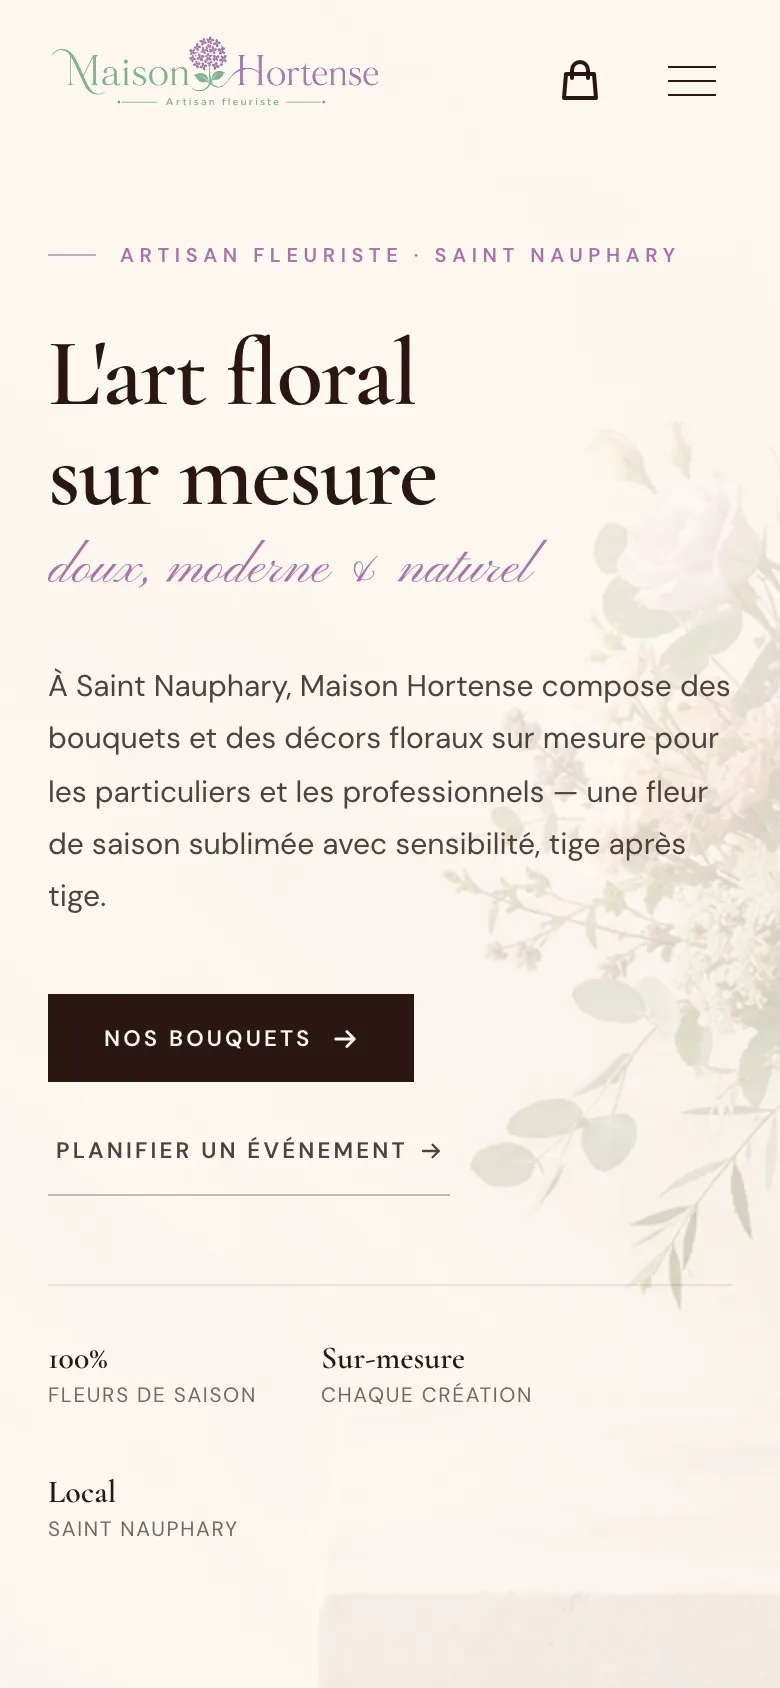 Maison Hortense
Artisan fleuriste
ARTISAN FLEURISTE · SAINT NAUPHARY
L'art floral
sur mesure
doux, moderne & naturel
À Saint Nauphary, Maison Hortense compose des
bouquets et des décors floraux sur mesure pour
les particuliers et les professionnels — une fleur
de saison sublimée avec sensibilité, tige après
tige.
NOS BOUQUETS →
PLANIFIER UN ÉVÉNEMENT →
100%
FLEURS DE SAISON
Sur-mesure
CHAQUE CRÉATION
Local
SAINT NAUPHARY